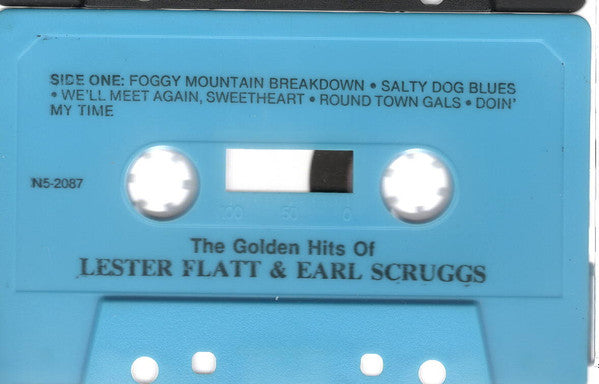 SIDE ONE: FOGGY MOUNTAIN BREAKDOWN • SALTY DOG BLUES
• WE'LL MEET AGAIN, SWEETHEART • ROUND TOWN GALS • DOIN'
MY TIME
N5-2087
100 50 0
The Golden Hits Of
LESTER FLATT & EARL SCRUGGS